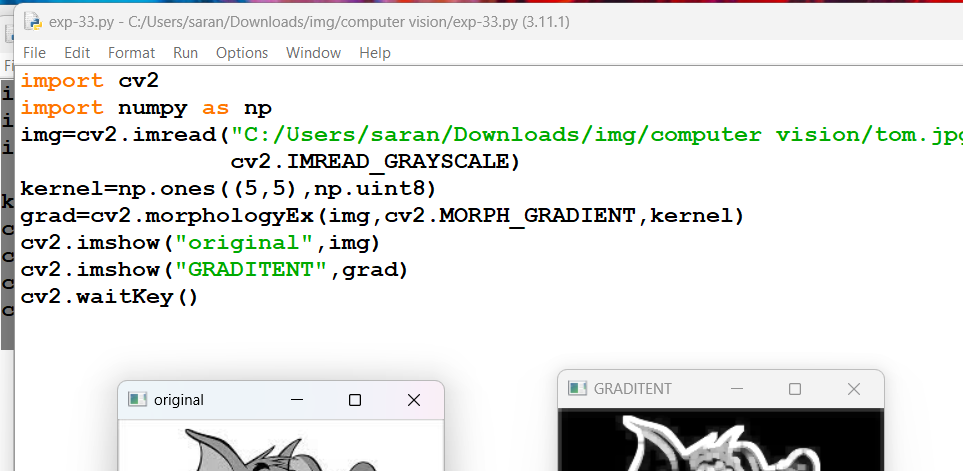 exp-33.py - C:/Users/saran/Downloads/img/computer vision/exp-33.py (3.11.1)
File Edit Format Run Options Window Help
import cv2
import numpy as np
img=cv2.imread("C:/Users/saran/Downloads/img/computer vision/tom.jpg
cv2.IMREAD_GRAYSCALE)
kernel=np.ones((5,5),np.uint8)
grad=cv2.morphologyEx(img,cv2.MORPH_GRADIENT,kernel)
cv2.imshow("original",img)
cv2.imshow("GRADITENT",grad)
cv2.waitKey()
original
GRADITENT